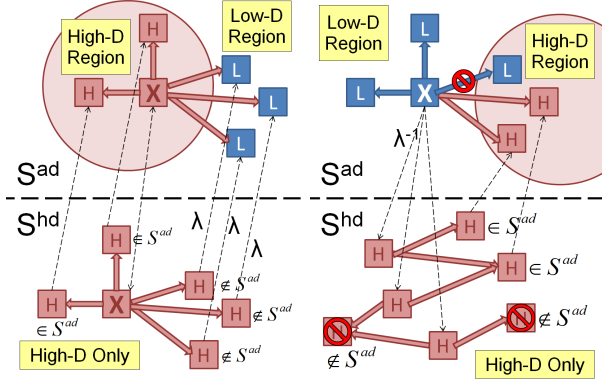 H
High-D
Region
Low-D
Region
L
H
X
L
L
S^ad
S^hd
λ
λ
λ
H ∈ S^ad
H
∈ S^ad
X
H
∉ S^ad
H ∉ S^ad
H ∉ S^ad
High-D Only
Low-D
Region
L
High-D
Region
L
L
X
H
H
λ^-1
S^ad
S^hd
H ∈ S^ad
H
H ∈ S^ad
H
H
∉ S^ad
H
H ∉ S^ad
High-D Only